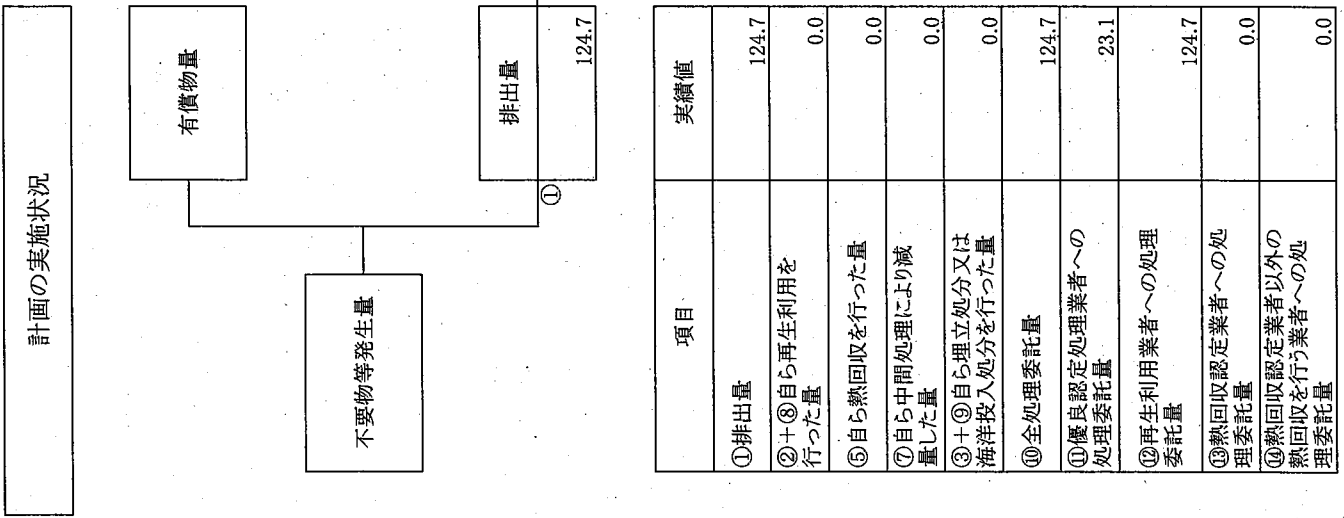 計画の実施状況
不要物等発生量
有償物量
排出量
①
124.7
項目
実績値
①排出量
124.7
②+⑧自ら再生利用を
行った量
0.0
⑤自ら熱回収を行った量
0.0
⑦自ら中間処理により減
量した量
0.0
③+⑨自ら埋立処分又は
海洋投入処分を行った量
0.0
⑩全処理委託量
124.7
⑪優良認定処理業者への
処理委託量
23.1
⑫再生利用業者への処理
委託量
124.7
⑬熱回収認定業者への処
理委託量
0.0
⑭熱回収認定業者以外の
熱回収を行う業者への処
理委託量
0.0